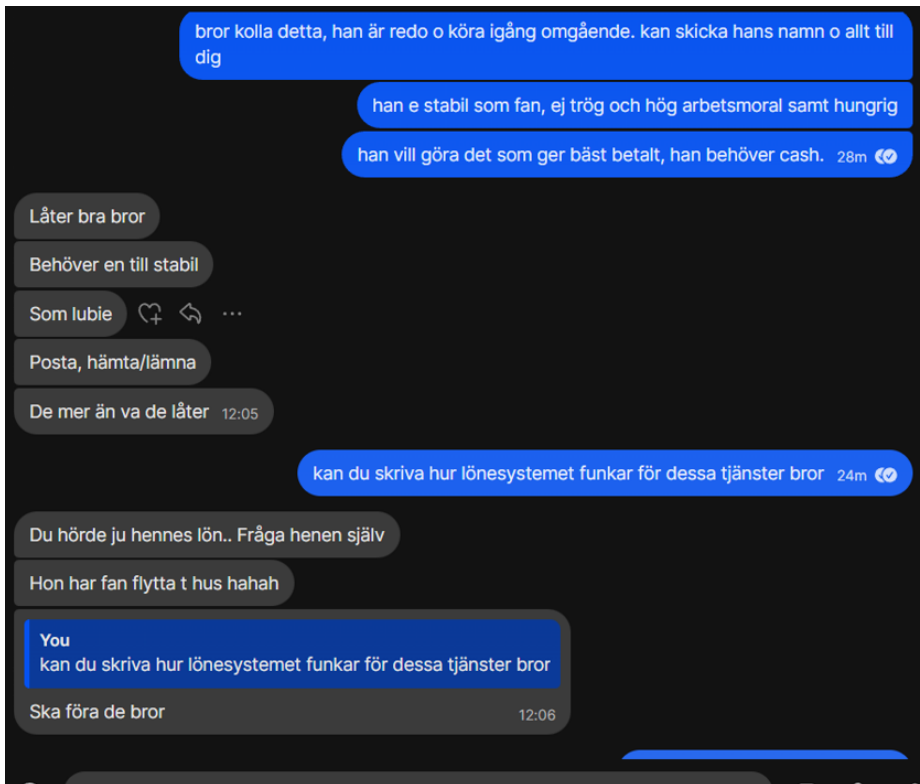 bror kolla detta, han är redo o köra igång omgående. kan skicka hans namn o allt till
dig
han e stabil som fan, ej trög och hög arbetsmoral samt hungrig
han vill göra det som ger bäst betalt, han behöver cash. 28m
Låter bra bror
Behöver en till stabil
Som lubie
Posta, hämta/lämna
De mer än va de låter 12:05
kan du skriva hur lönesystemet funkar för dessa tjänster bror 24m
Du hörde ju hennes lön.. Fråga henen själv
Hon har fan flytta t hus hahah
You
kan du skriva hur lönesystemet funkar för dessa tjänster bror
Ska föra de bror 12:06